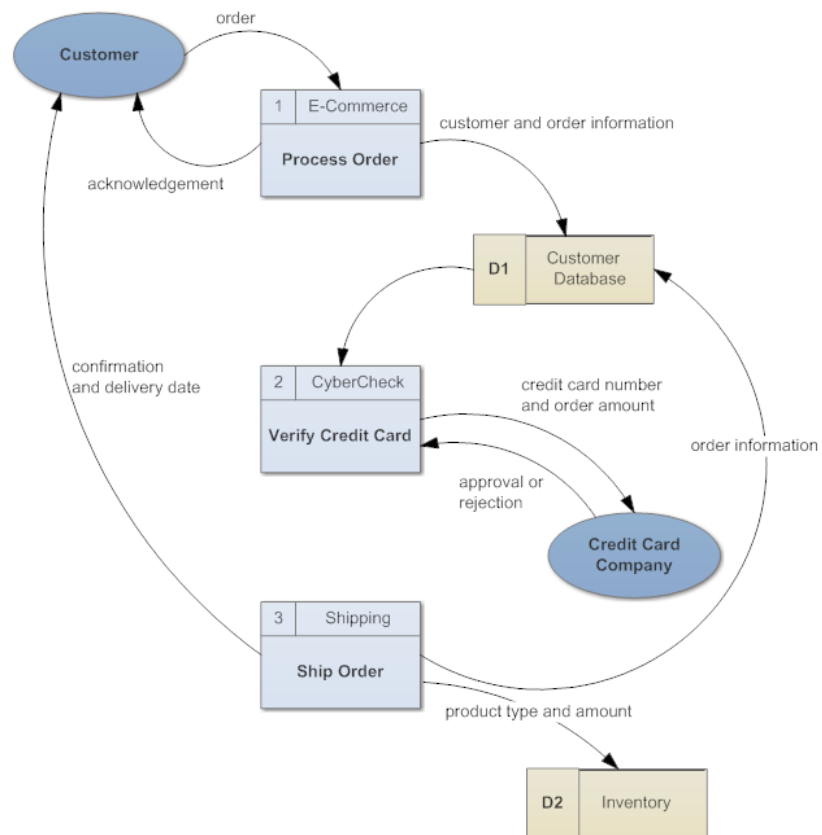 order
Customer
1 E-Commerce
Process Order
customer and order information
acknowledgement
D1
Customer
Database
confirmation
and delivery date
2 CyberCheck
Verify Credit Card
credit card number
and order amount
order information
approval or
rejection
Credit Card
Company
3 Shipping
Ship Order
product type and amount
D2 Inventory